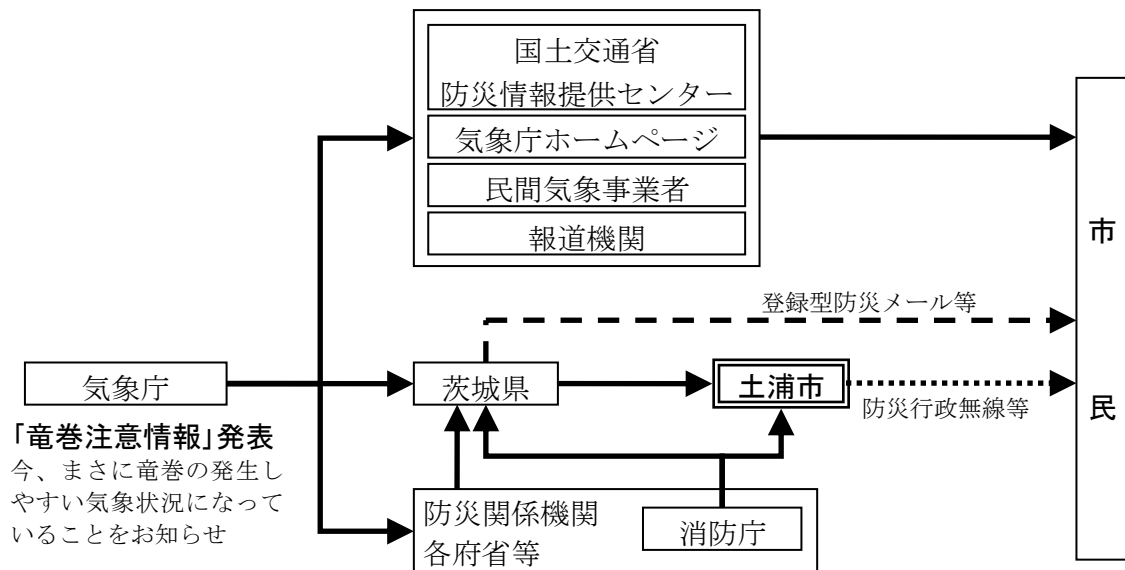 国土交通省
防災情報提供センター
気象庁ホームページ
民間気象事業者
報道機関
市
民
登録型防災メール等
気象庁
茨城県
土浦市
防災行政無線等
「竜巻注意情報」発表
今、まさに竜巻の発生し
やすい気象状況になって
いることをお知らせ
防災関係機関
各府省等
消防庁